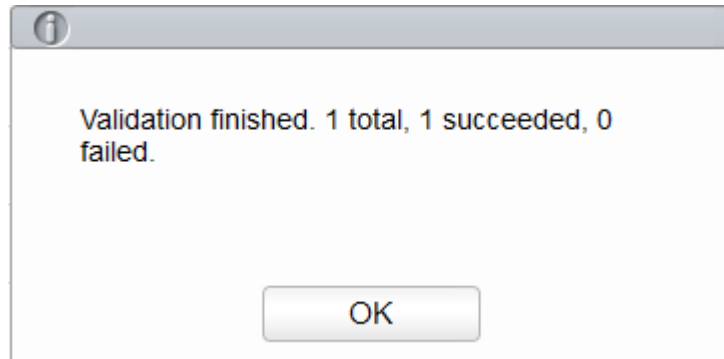 Validation finished. 1 total, 1 succeeded, 0
failed.
OK